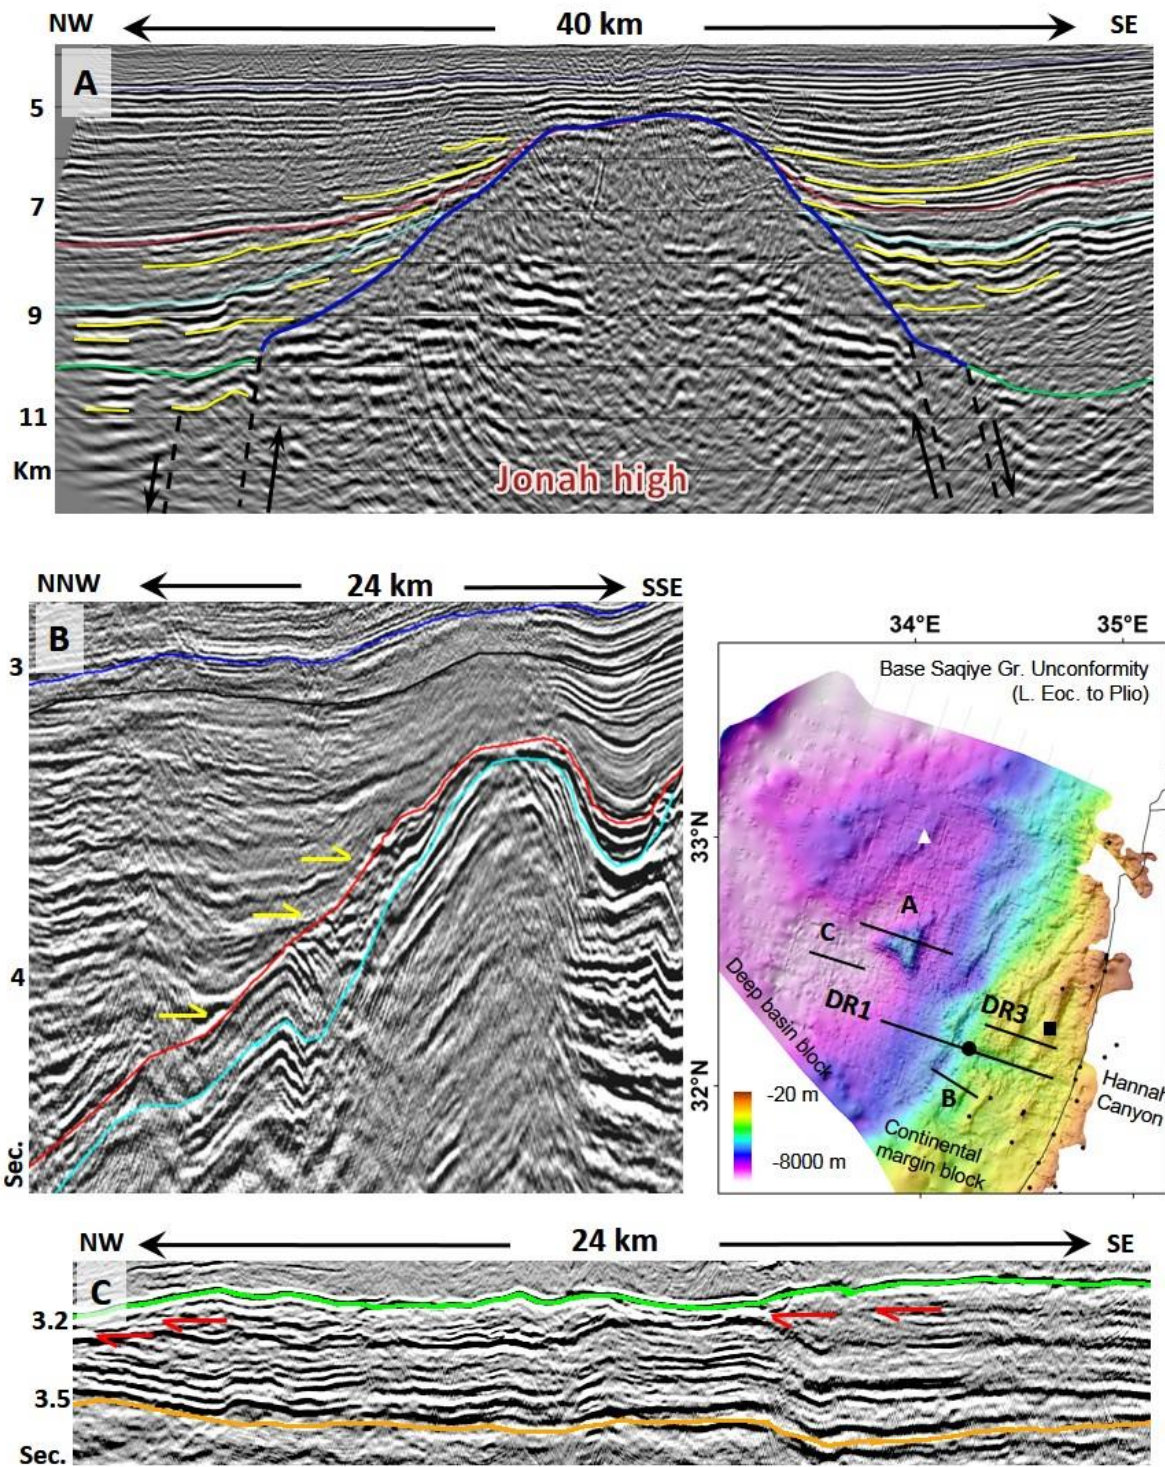 NW 40 km SE
A
5
7
9
11
Km
Jonah high
NNW 24 km SSE
B
3
4
Sec.
34°E 35°E
Base Saqiye Gr. Unconformity
(L. Eoc. to Plio)
33°N
32°N
A
C
DR1
DR3
B
Deep basin block
Hannah
Canyon
Continental
margin block
-20 m
-8000 m
NW 24 km SE
C
3.2
3.5
Sec.